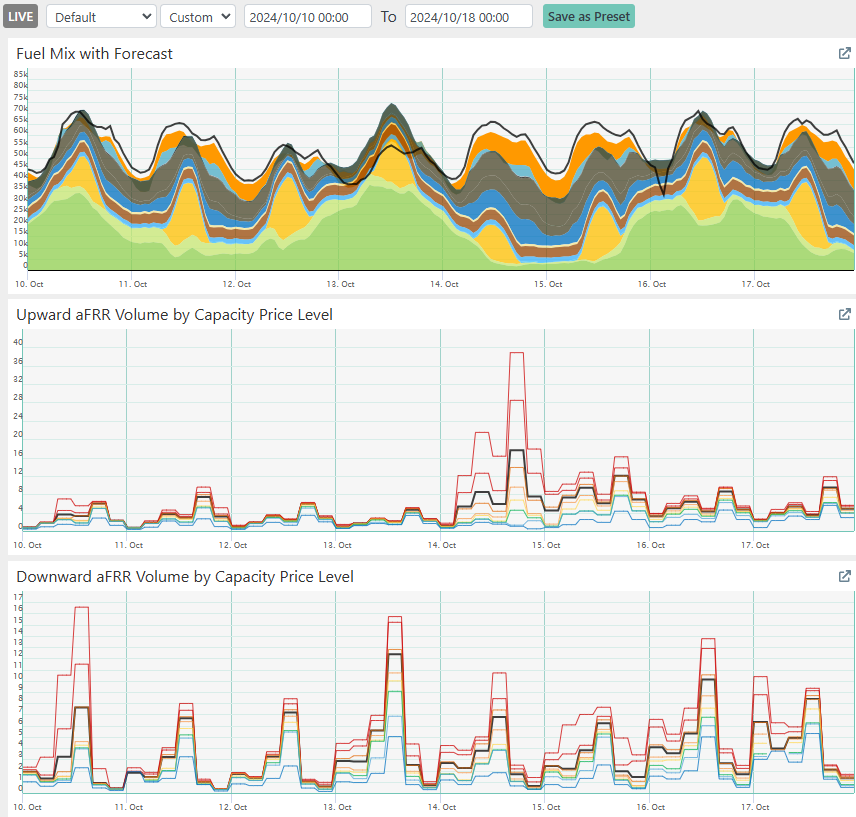 LIVE Default Custom 2024/10/10 00:00 To 2024/10/18 00:00 Save as Preset
Fuel Mix with Forecast
85k
80k
75k
70k
65k
60k
55k
50k
45k
40k
35k
30k
25k
20k
15k
10k
5k
0
10. Oct 11. Oct 12. Oct 13. Oct 14. Oct 15. Oct 16. Oct 17. Oct
Upward aFRR Volume by Capacity Price Level
40
36
32
28
24
20
16
12
8
4
0
10. Oct 11. Oct 12. Oct 13. Oct 14. Oct 15. Oct 16. Oct 17. Oct
Downward aFRR Volume by Capacity Price Level
17
16
15
14
13
12
11
10
9
8
7
6
5
4
3
2
1
0
10. Oct 11. Oct 12. Oct 13. Oct 14. Oct 15. Oct 16. Oct 17. Oct